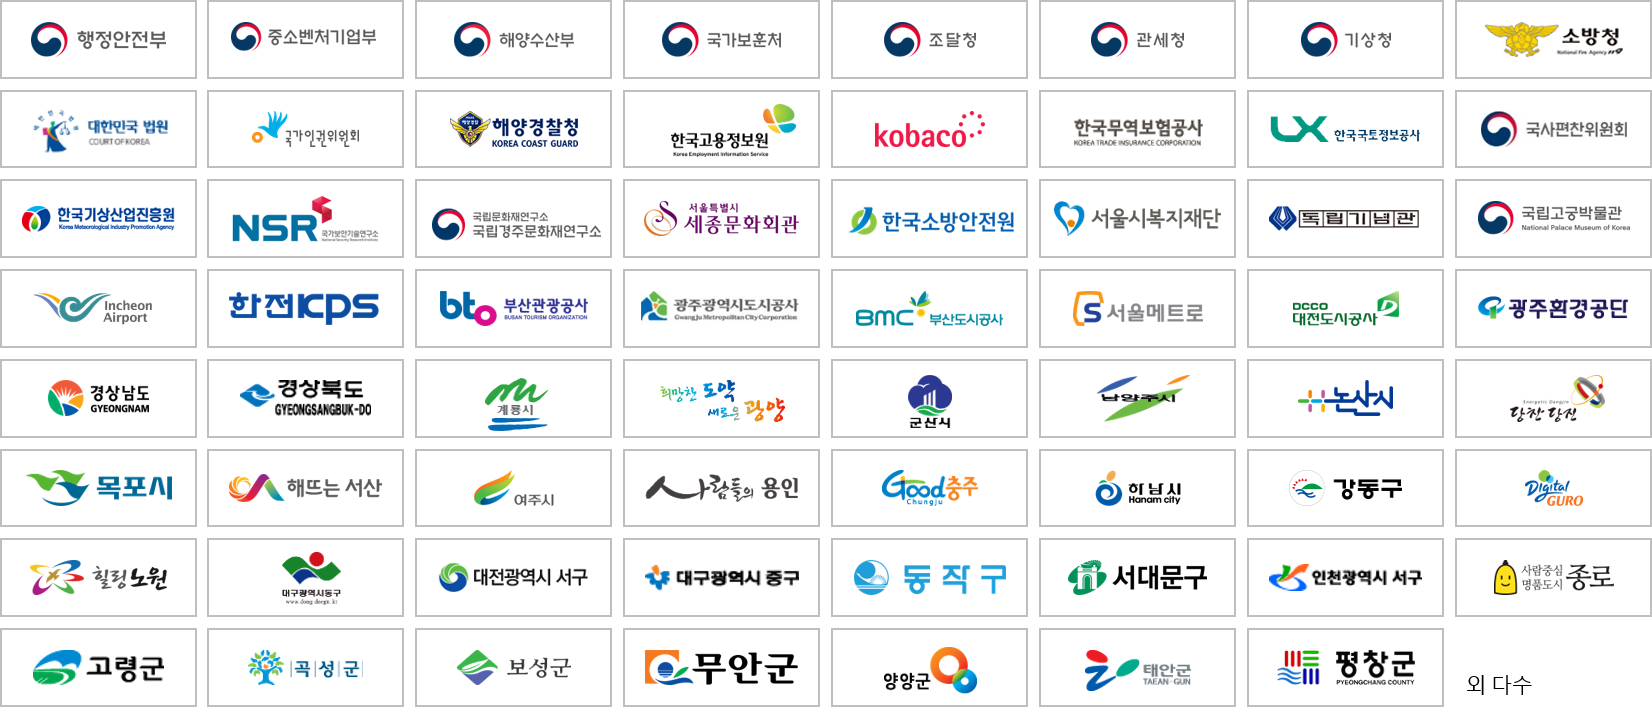 행정안전부
중소벤처기업부
해양수산부
국가보훈처
조달청
관세청
기상청
소방청
National Fire Agency 119
대한민국 법원
COURT OF KOREA
국가인권위원회
해양경찰청
KOREA COAST GUARD
한국고용정보원
Korea Employment Information Service
kobaco
한국무역보험공사
KOREA TRADE INSURANCE CORPORATION
LX 한국국토정보공사
국사편찬위원회
한국기상산업진흥원
Korea Meteorological Industry Promotion Agency
NSR 국가보안기술연구소
National Security Research Institute
국립문화재연구소
국립경주문화재연구소
서울특별시
세종문화회관
한국소방안전원
서울시복지재단
독립기념관
국립고궁박물관
National Palace Museum of Korea
Incheon
Airport
한전KPS
bto 부산관광공사
BUSAN TOURISM ORGANIZATION
광주광역시도시공사
Gwangju Metropolitan City Corporation
BMC 부산도시공사
서울메트로
DCCO
대전도시공사
광주환경공단
경상남도
GYEONGNAM
경상북도
GYEONGSANGBUK-DO
계룡시
희망찬 도약
새로운 광양
군산시
남양주시
논산시
Energetic Dangjin
당찬 당진
목포시
해뜨는 서산
여주시
사람들의 용인
Good충주
Chungju
하남시
Hanam city
강동구
Digital
GURO
힐링노원
대구광역시동구
www.dong.daegu.kr
대전광역시 서구
대구광역시 중구
동작구
서대문구
인천광역시 서구
사람중심
명품도시 종로
고령군
곡성군
보성군
무안군
양양군
태안군
TAEAN-GUN
평창군
PYEONGCHANG COUNTY
외 다수